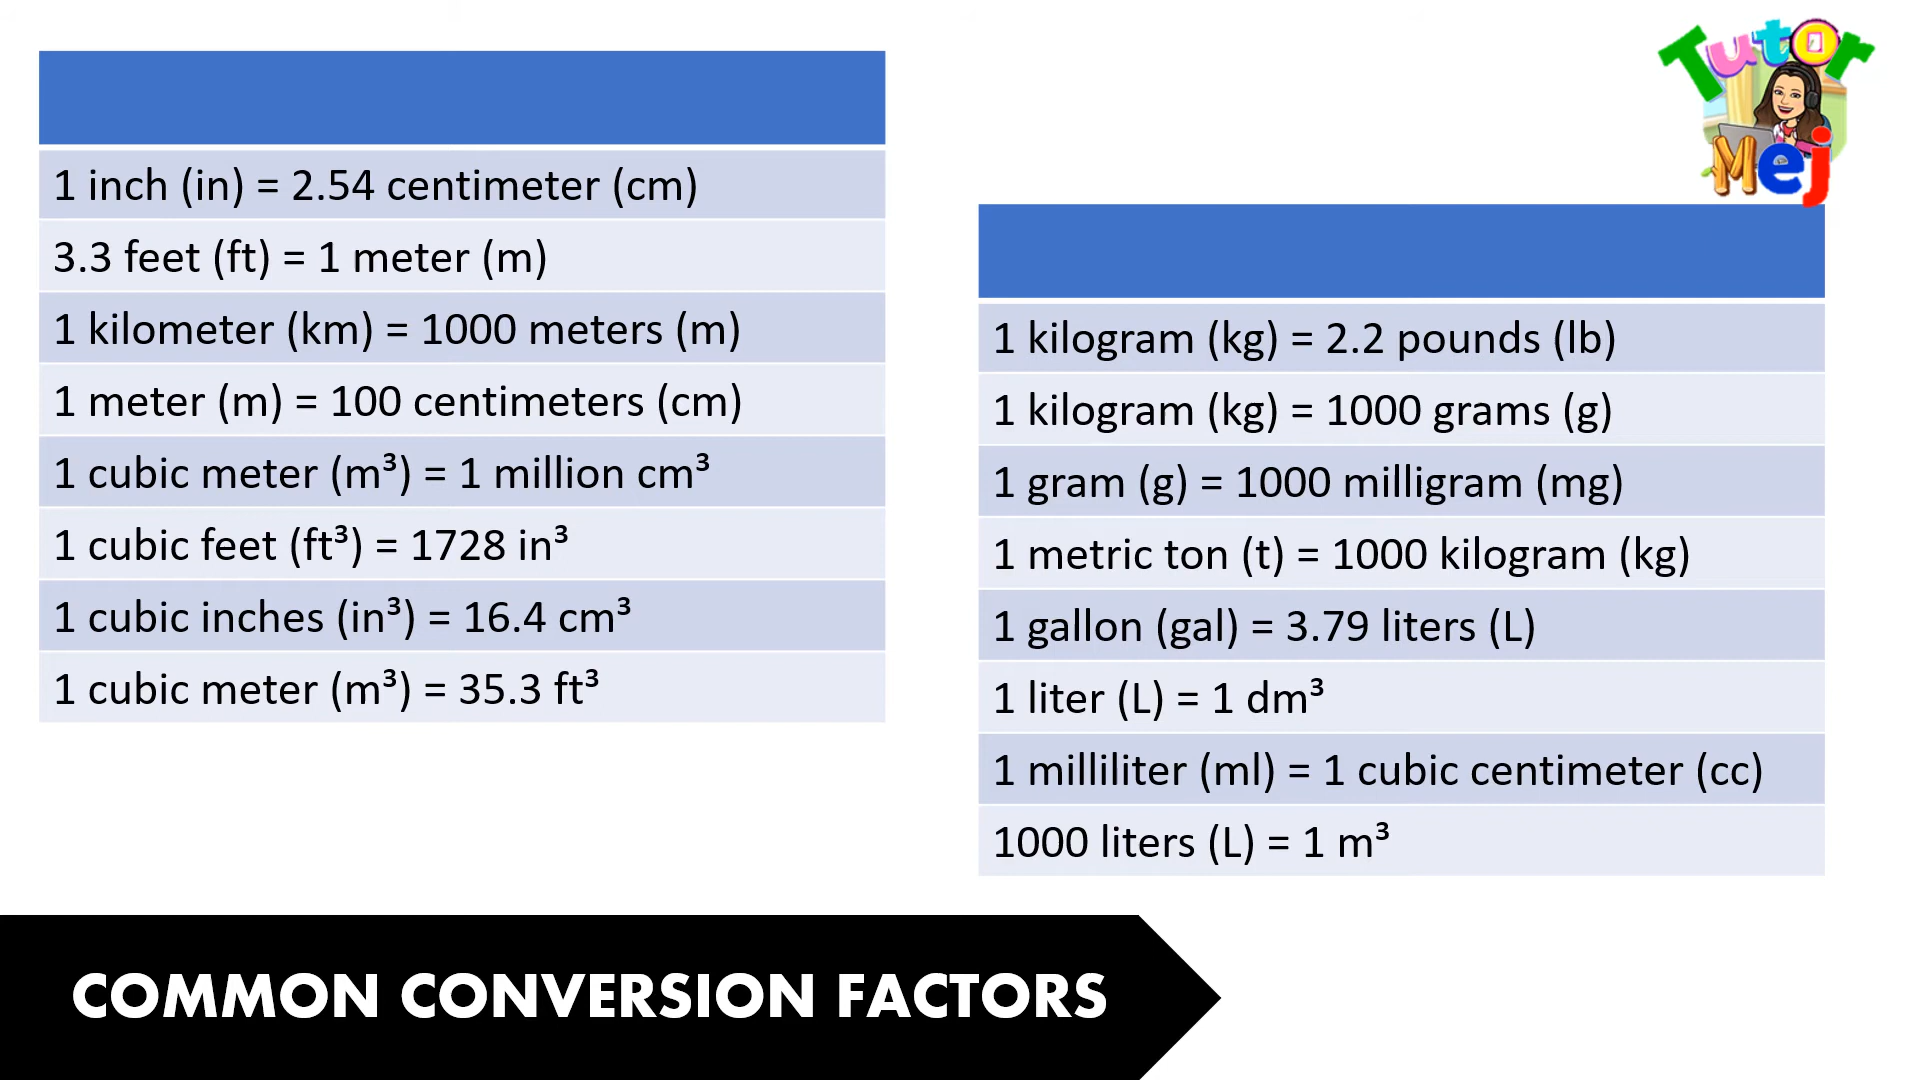 1 inch (in) = 2.54 centimeter (cm)
3.3 feet (ft) = 1 meter (m)
1 kilometer (km) = 1000 meters (m)
1 meter (m) = 100 centimeters (cm)
1 cubic meter (m³) = 1 million cm³
1 cubic feet (ft³) = 1728 in³
1 cubic inches (in³) = 16.4 cm³
1 cubic meter (m³) = 35.3 ft³
Tutor
Mej
1 kilogram (kg) = 2.2 pounds (lb)
1 kilogram (kg) = 1000 grams (g)
1 gram (g) = 1000 milligram (mg)
1 metric ton (t) = 1000 kilogram (kg)
1 gallon (gal) = 3.79 liters (L)
1 liter (L) = 1 dm³
1 milliliter (ml) = 1 cubic centimeter (cc)
1000 liters (L) = 1 m³
COMMON CONVERSION FACTORS